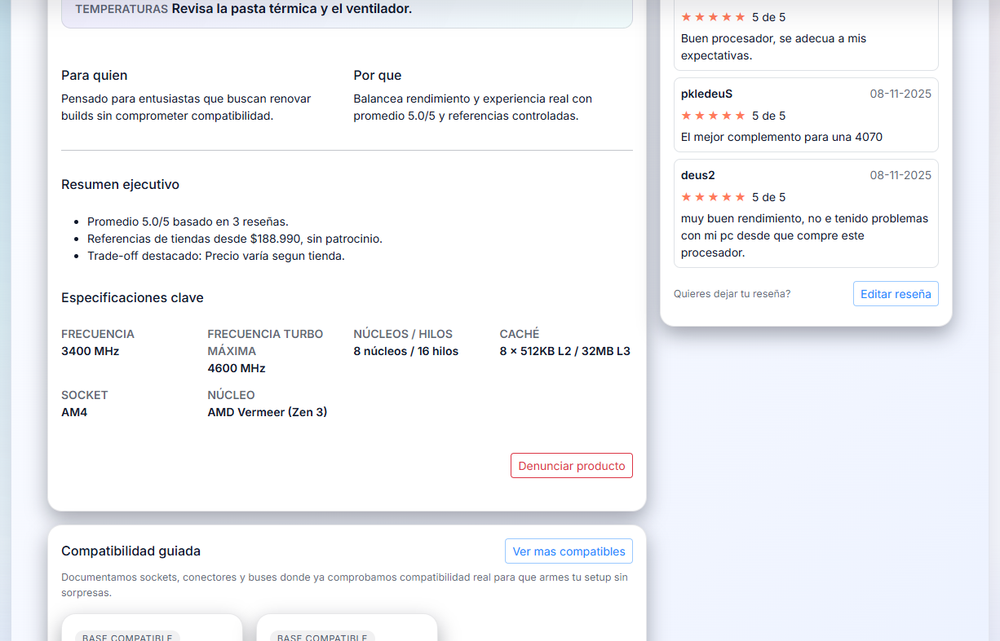 TEMPERATURAS Revisa la pasta térmica y el ventilador.
Para quien
Pensado para entusiastas que buscan renovar
builds sin comprometer compatibilidad.
Por que
Balancea rendimiento y experiencia real con
promedio 5.0/5 y referencias controladas.
Resumen ejecutivo
Promedio 5.0/5 basado en 3 reseñas.
Referencias de tiendas desde $188.990, sin patrocinio.
Trade-off destacado: Precio varía segun tienda.
Especificaciones clave
FRECUENCIA
3400 MHz
FRECUENCIA TURBO
MÁXIMA
4600 MHz
NÚCLEOS / HILOS
8 núcleos / 16 hilos
CACHÉ
8 × 512KB L2 / 32MB L3
SOCKET
AM4
NÚCLEO
AMD Vermeer (Zen 3)
Denunciar producto
Compatibilidad guiada
Ver mas compatibles
Documentamos sockets, conectores y buses donde ya comprobamos compatibilidad real para que armes tu setup sin
sorpresas.
BASE COMPATIBLE
BASE COMPATIBLE
★★★★★ 5 de 5
Buen procesador, se adecua a mis
expectativas.
pkledeuS 08-11-2025
★★★★★ 5 de 5
El mejor complemento para una 4070
deus2 08-11-2025
★★★★★ 5 de 5
muy buen rendimiento, no e tenido problemas
con mi pc desde que compre este
procesador.
Quieres dejar tu reseña?
Editar reseña